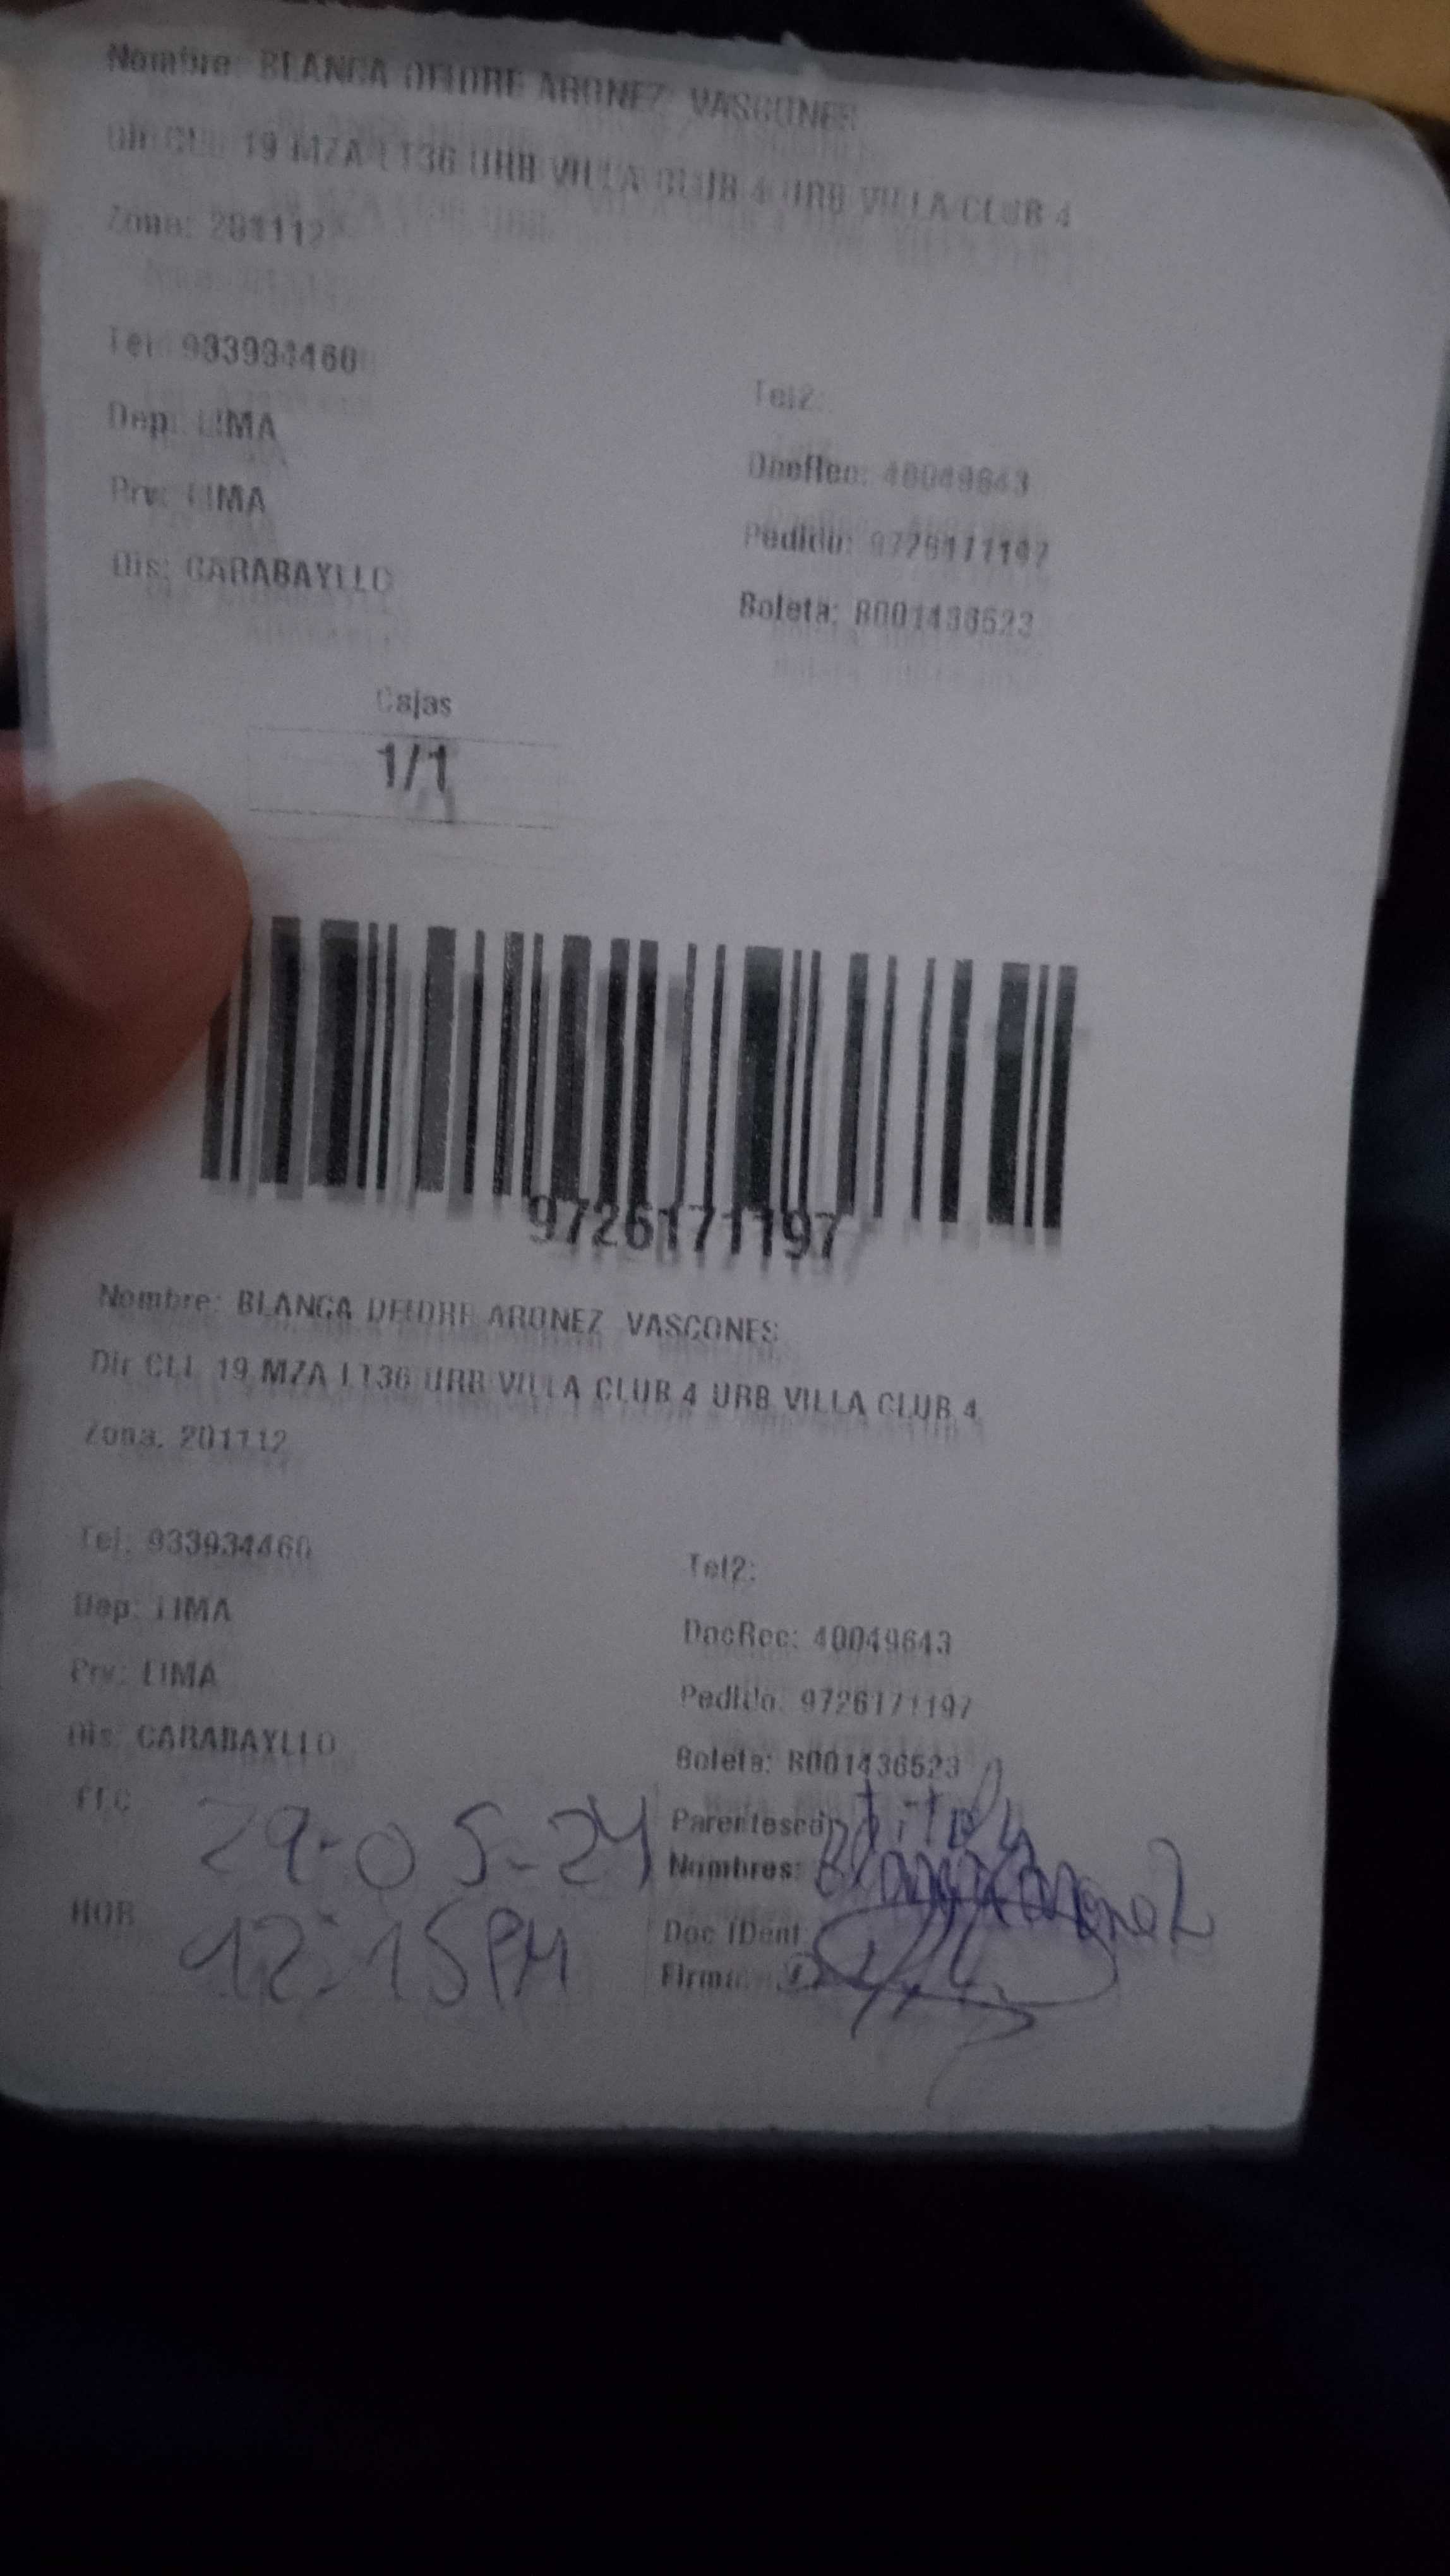 Nombre: BLANCA DEIDRE ARONEZ VASCONES
Dir CLL 19 MZA LT36 URB VILLA CLUB 4 URB VILLA CLUB 4
Zona: 201112
Tel: 933934460
Tel2:
Dep: LIMA
DocRec: 40049643
Prv: LIMA
Pedido: 9726171197
Dis: CARABAYLLO
Boleta: B001436523
Cajas
1/1
9726171197
Nombre: BLANCA DEIDRE ARONEZ VASCONES
Dir CLL 19 MZA LT36 URB VILLA CLUB 4 URB VILLA CLUB 4
Zona: 201112
Tel: 933934460
Tel2:
Dep: LIMA
DocRec: 40049643
Prv: LIMA
Pedido: 9726171197
Dis: CARABAYLLO
Boleta: B001436523
FEC 29-05-24
Parentesco:
Nombres: Blanca Aronez
HOR 12:15PM
Doc IDent
Firma: